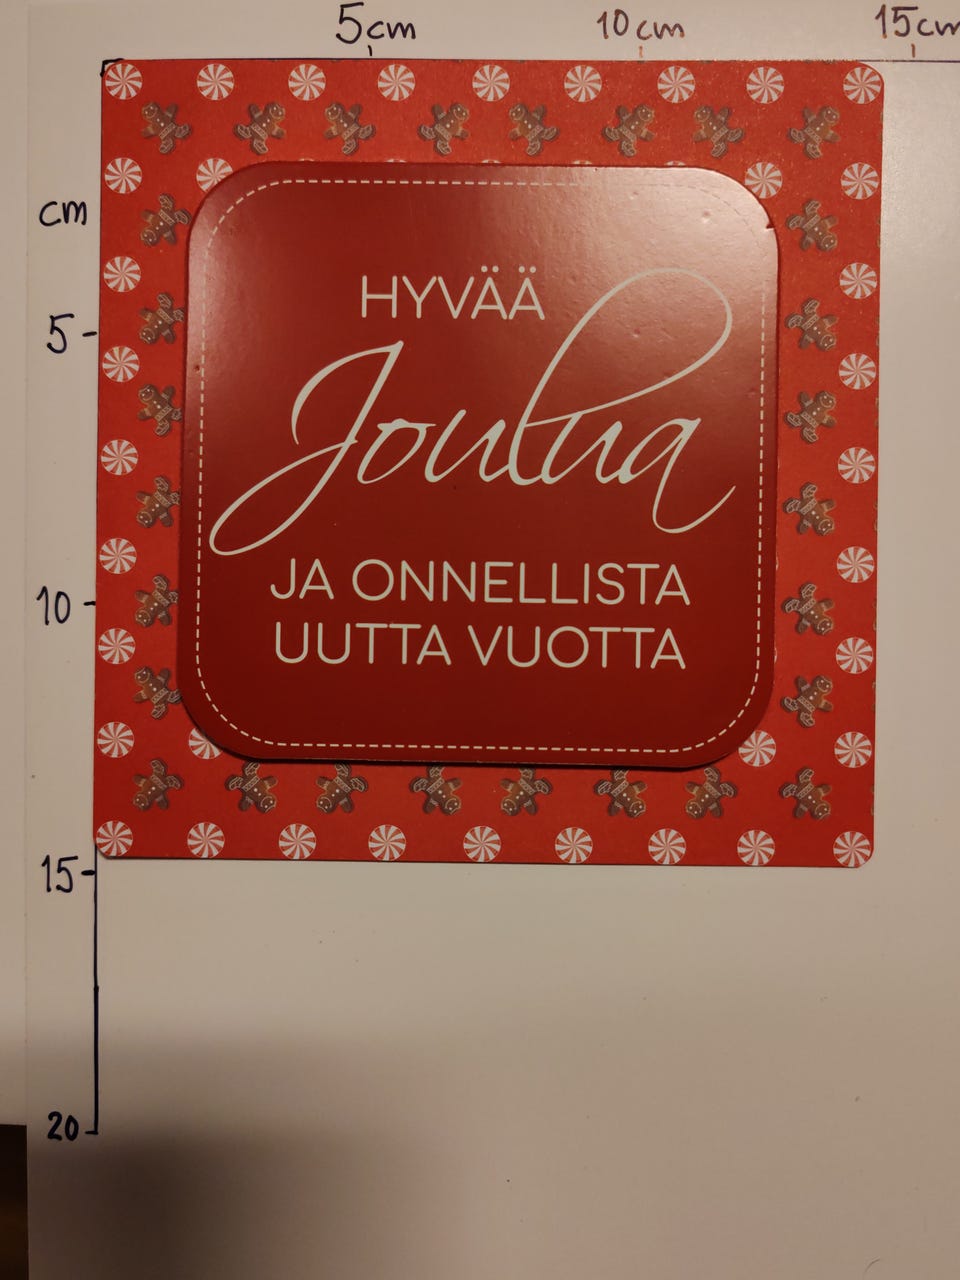 5cm 10cm 15cm
cm
5
10
15
20
HYVÄÄ
Joulua
JA ONNELLISTA
UUTTA VUOTTA